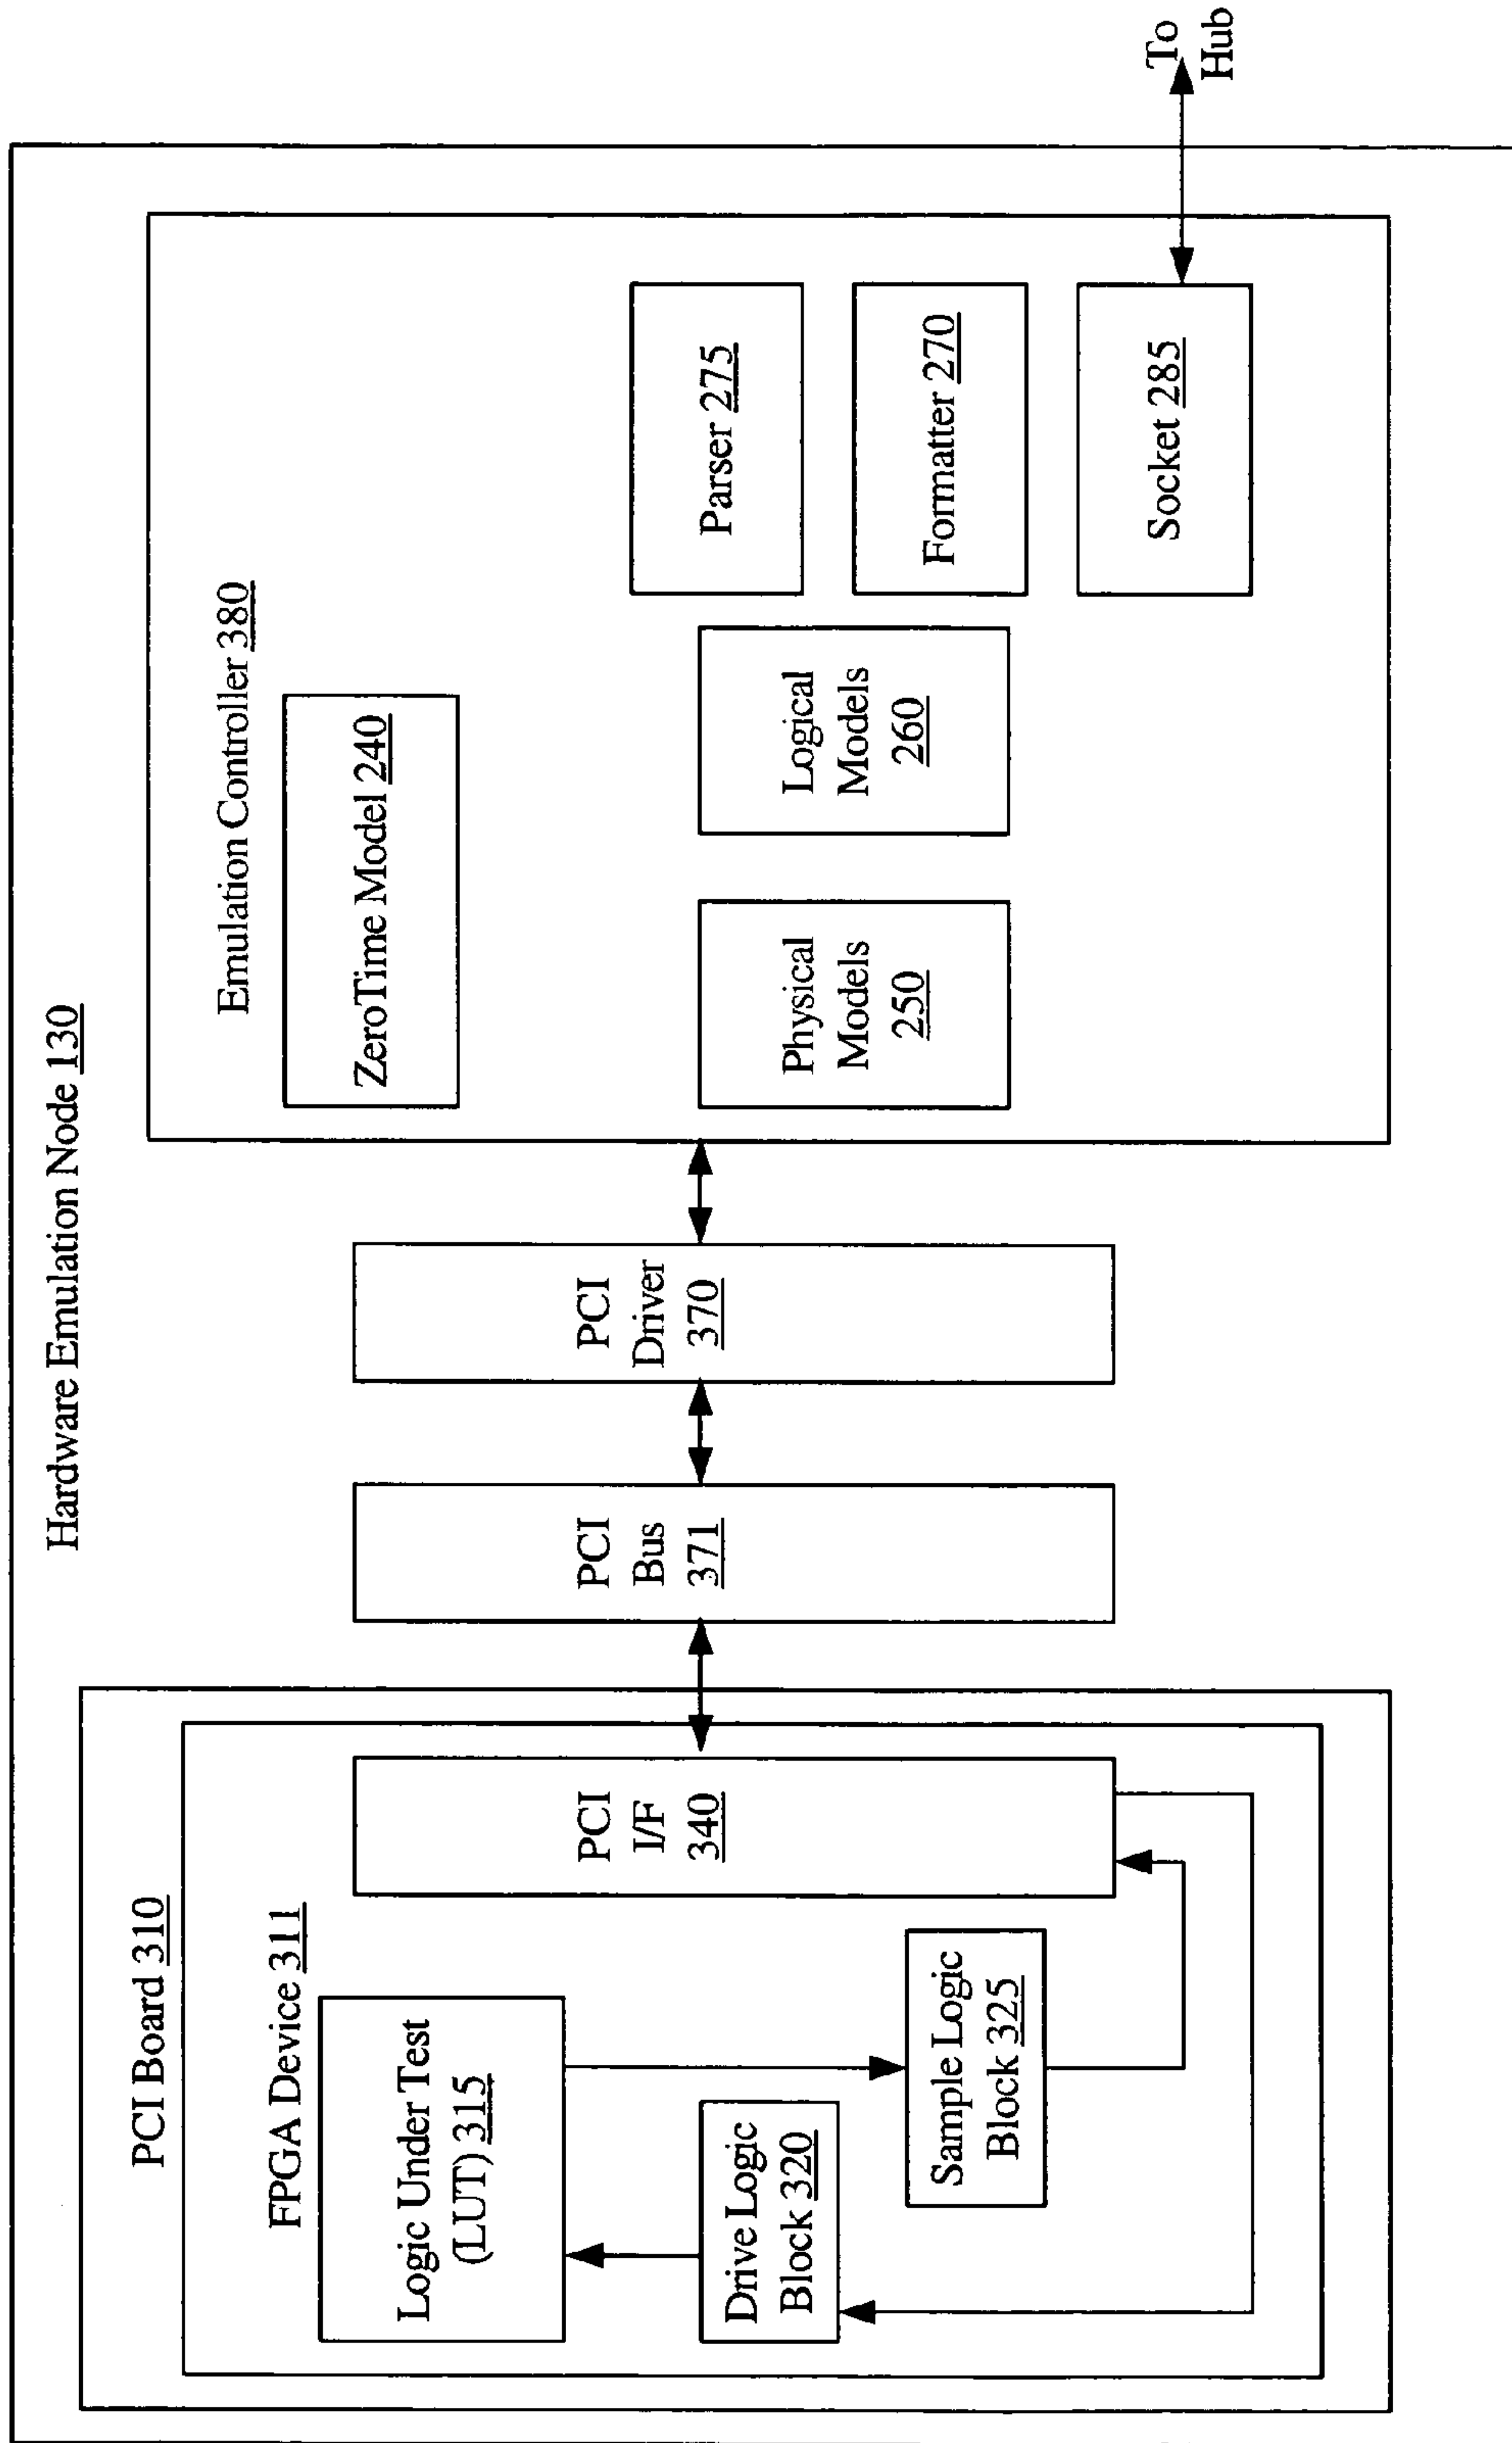 Hardware Emulation Node 130
PCI Board 310
FPGA Device 311
Logic Under Test
(LUT) 315
Drive Logic
Block 320
Sample Logic
Block 325
PCI
I/F
340
PCI
Bus
371
PCI
Driver
370
Emulation Controller 380
ZeroTime Model 240
Physical
Models
250
Logical
Models
260
Parser 275
Formatter 270
Socket 285
To
Hub